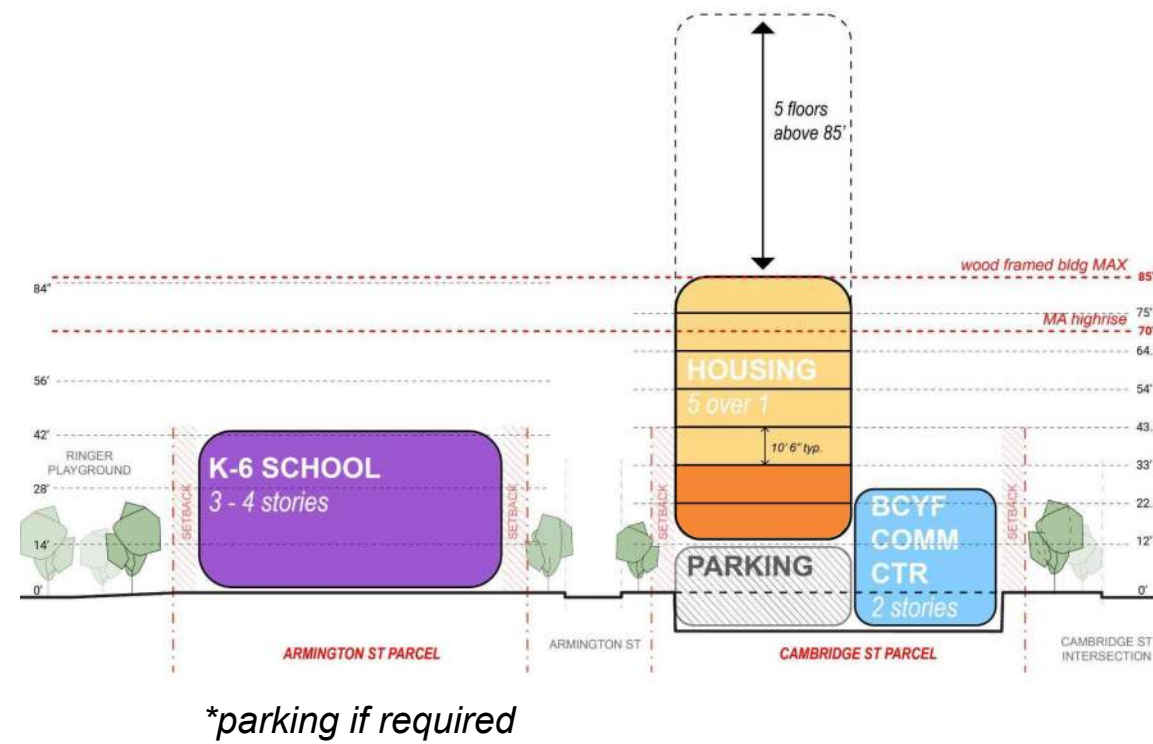 5 floors
above 85'
wood framed bldg MAX
85'
84"
75'
MA highrise
70'
64.
HOUSING
5 over 1
56'
54'
42'
43.
10' 6" typ.
RINGER
PLAYGROUND
K-6 SCHOOL
3 - 4 stories
33'
28'
22.
SETBACK
SETBACK
SETBACK
SETBACK
BCYF
COMM
CTR
2 stories
14'
12'
PARKING
0'
0'
ARMINGTON ST PARCEL
ARMINGTON ST
CAMBRIDGE ST PARCEL
CAMBRIDGE ST
INTERSECTION
*parking if required